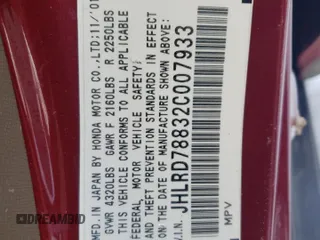 MFD. IN JAPAN BY HONDA MOTOR CO., LTD. 11/'01
GVWR 4320LBS GAWR F 2160LBS R 2250LBS
THIS VEHICLE CONFORMS TO ALL APPLICABLE
FEDERAL MOTOR VEHICLE SAFETY
AND THEFT PREVENTION STANDARDS IN EFFECT
ON THE DATE OF MANUFACTURE SHOWN ABOVE.
V.I.N. JHLRD78832C007933
MPV
DREAMBID